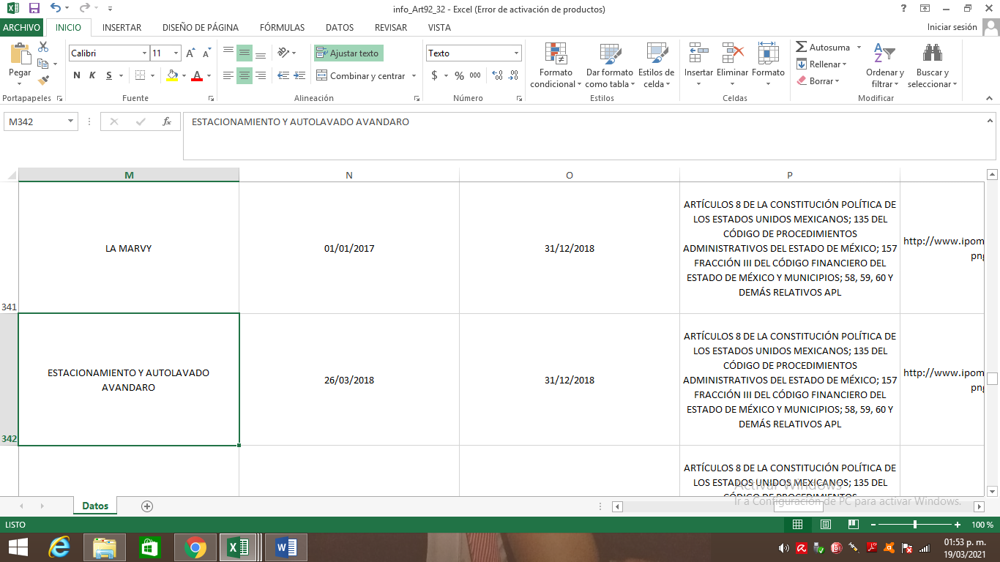 info_Art92_32 - Excel (Error de activación de productos)
ARCHIVO INICIO INSERTAR DISEÑO DE PÁGINA FÓRMULAS DATOS REVISAR VISTA Iniciar sesión
Pegar
Calibri 11
N K S
Ajustar texto
Combinar y centrar
Texto
$ % 000
Formato condicional
Dar formato como tabla
Estilos de celda
Insertar Eliminar Formato
Autosuma
Rellenar
Borrar
Ordenar y filtrar
Buscar y seleccionar
Portapapeles Fuente Alineación Número Estilos Celdas Modificar
M342 fx ESTACIONAMIENTO Y AUTOLAVADO AVANDARO
M N O P
341
LA MARVY
01/01/2017
31/12/2018
ARTÍCULOS 8 DE LA CONSTITUCIÓN POLÍTICA DE
LOS ESTADOS UNIDOS MEXICANOS; 135 DEL
CÓDIGO DE PROCEDIMIENTOS
ADMINISTRATIVOS DEL ESTADO DE MÉXICO; 157
FRACCIÓN III DEL CÓDIGO FINANCIERO DEL
ESTADO DE MÉXICO Y MUNICIPIOS; 58, 59, 60 Y
DEMÁS RELATIVOS APL
http://www.ipom
png
342
ESTACIONAMIENTO Y AUTOLAVADO
AVANDARO
26/03/2018
31/12/2018
ARTÍCULOS 8 DE LA CONSTITUCIÓN POLÍTICA DE
LOS ESTADOS UNIDOS MEXICANOS; 135 DEL
CÓDIGO DE PROCEDIMIENTOS
ADMINISTRATIVOS DEL ESTADO DE MÉXICO; 157
FRACCIÓN III DEL CÓDIGO FINANCIERO DEL
ESTADO DE MÉXICO Y MUNICIPIOS; 58, 59, 60 Y
DEMÁS RELATIVOS APL
http://www.ipom
png
ARTÍCULOS 8 DE LA CONSTITUCIÓN POLÍTICA DE
LOS ESTADOS UNIDOS MEXICANOS; 135 DEL
CÓDIGO DE PROCEDIMIENTOS
Activar Windows
Ir a Configuración de PC para activar Windows.
Datos
LISTO
100 %
01:53 p. m.
19/03/2021